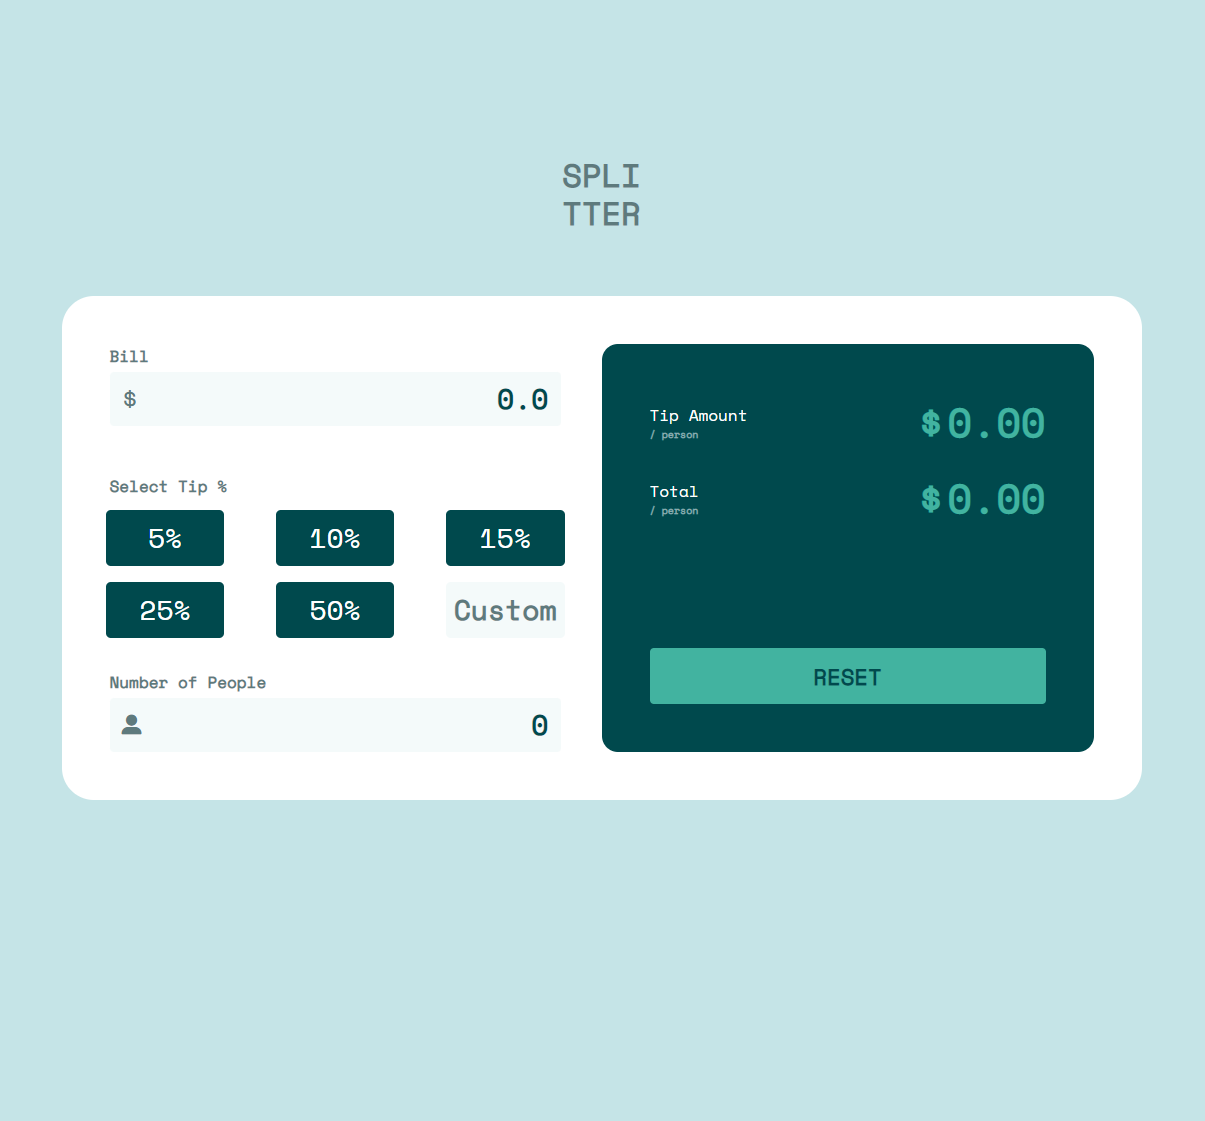 SPLI
TTER
Bill
$ 0.0
Select Tip %
5% 10% 15%
25% 50% Custom
Number of People
0
Tip Amount
/ person
$0.00
Total
/ person
$0.00
RESET